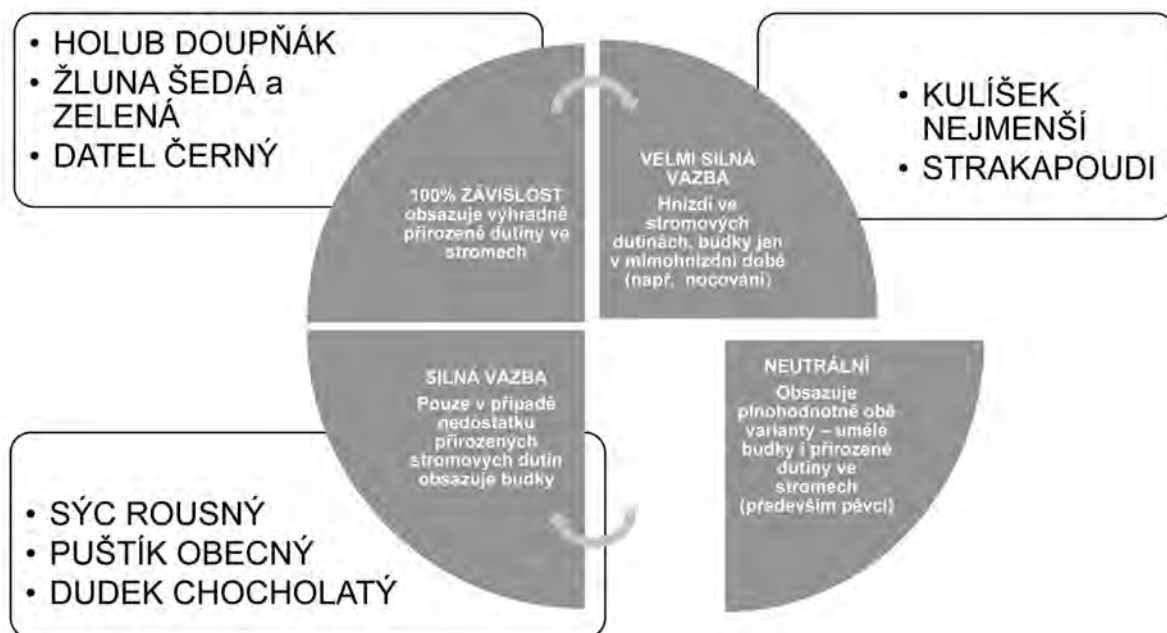 • HOLUB DOUPŇÁK
• ŽLUNA ŠEDÁ a
ZELENÁ
• DATEL ČERNÝ
100% ZÁVISLOST
obsazuje výhradně
přirozené dutiny ve
stromech
VELMI SILNÁ
VAZBA
Hnízdí ve
stromových
dutinách, budky jen
v mimohnízdní době
(např. nocování)
• KULÍŠEK
NEJMENŠÍ
• STRAKAPOUDI
SILNÁ VAZBA
Pouze v případě
nedostatku
přirozených
stromových dutin
obsazuje budky
• SÝC ROUSNÝ
• PUŠTÍK OBECNÝ
• DUDEK CHOCHOLATÝ
NEUTRÁLNÍ
Obsazuje
plnohodnotně obě
varianty – umělé
budky i přirozené
dutiny ve
stromech
(především pěvci)